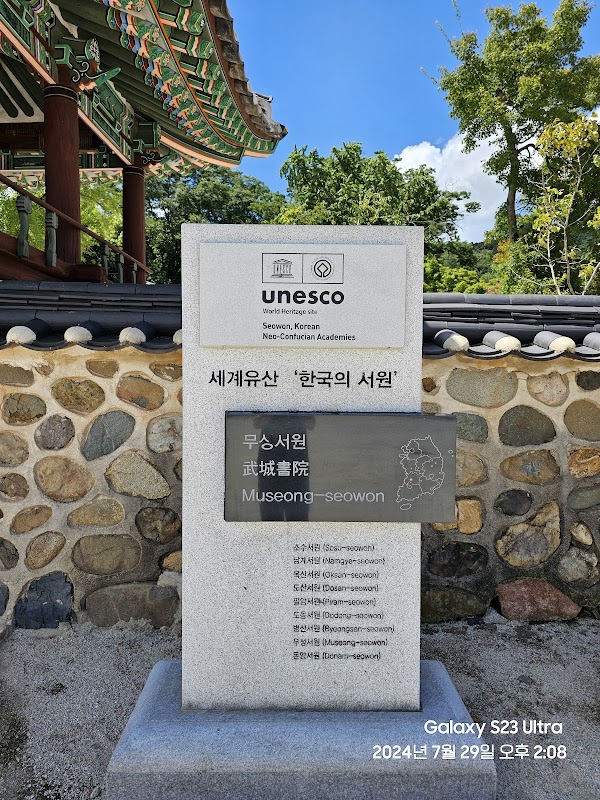 unesco
World Heritage site
Seowon, Korean
Neo-Confucian Academies
세계유산 '한국의 서원'
무성서원
武城書院
Museong-seowon
소수서원 (Sosu-seowon)
남계서원 (Namgye-seowon)
옥산서원 (Oksan-seowon)
도산서원 (Dosan-seowon)
필암서원 (Piram-seowon)
도동서원 (Dodong-seowon)
병산서원 (Byeongsan-seowon)
무성서원 (Museong-seowon)
돈암서원 (Donam-seowon)
Galaxy S23 Ultra
2024년 7월 29일 오후 2:08